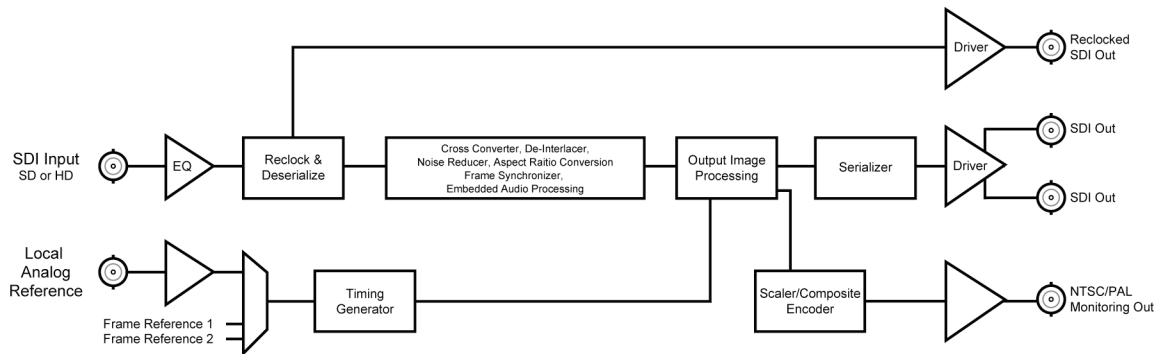 Driver
Reclocked
SDI Out
SDI Input
SD or HD
EQ
Reclock &
Deserialize
Cross Converter, De-Interlacer,
Noise Reducer, Aspect Raitio Conversion
Frame Synchronizer,
Embedded Audio Processing
Output Image
Processing
Serializer
Driver
SDI Out
SDI Out
Local
Analog
Reference
Frame Reference 1
Frame Reference 2
Timing
Generator
Scaler/Composite
Encoder
NTSC/PAL
Monitoring Out